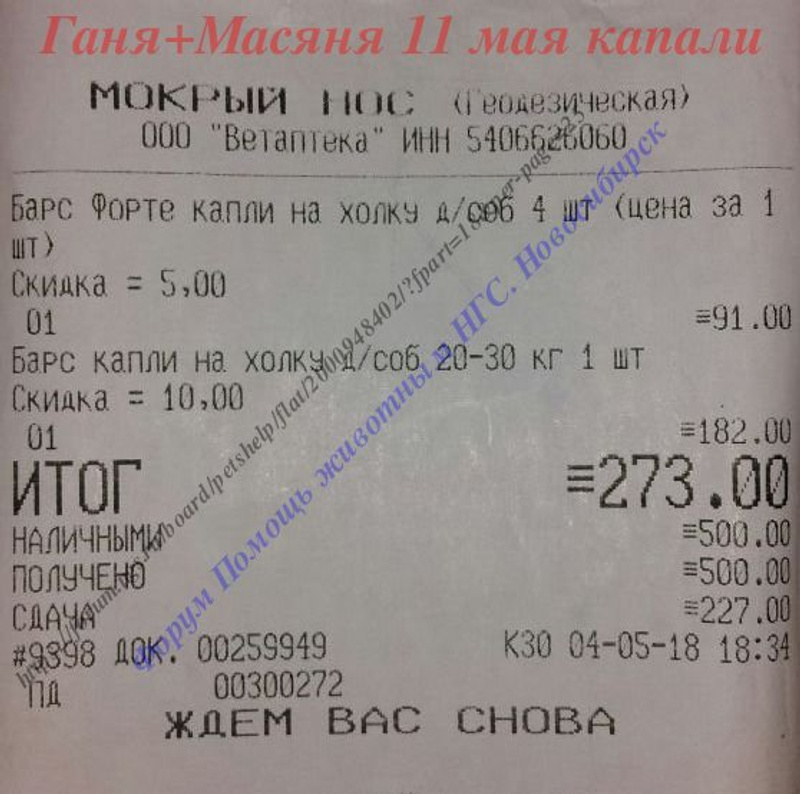 Ганя+Масяня 11 мая капали
МОКРЫЙ НОС (Геодезическая)
ООО "Ветаптека" ИНН 5406626060
Барс Форте капли на холку д/соб 4 шт (цена за 1
шт)
Скидка = 5,00
01 ≡91.00
Барс капли на холку д/соб 20-30 кг 1 шт
Скидка = 10,00
01 ≡182.00
ИТОГ ≡273.00
НАЛИЧНЫМИ ≡500.00
ПОЛУЧЕНО ≡500.00
СДАЧА ≡227.00
#9398 ДОК. 00259949 К30 04-05-18 18:34
ПД 00300272
ЖДЕМ ВАС СНОВА
Форум Помощь животным НГС. Новосибирск